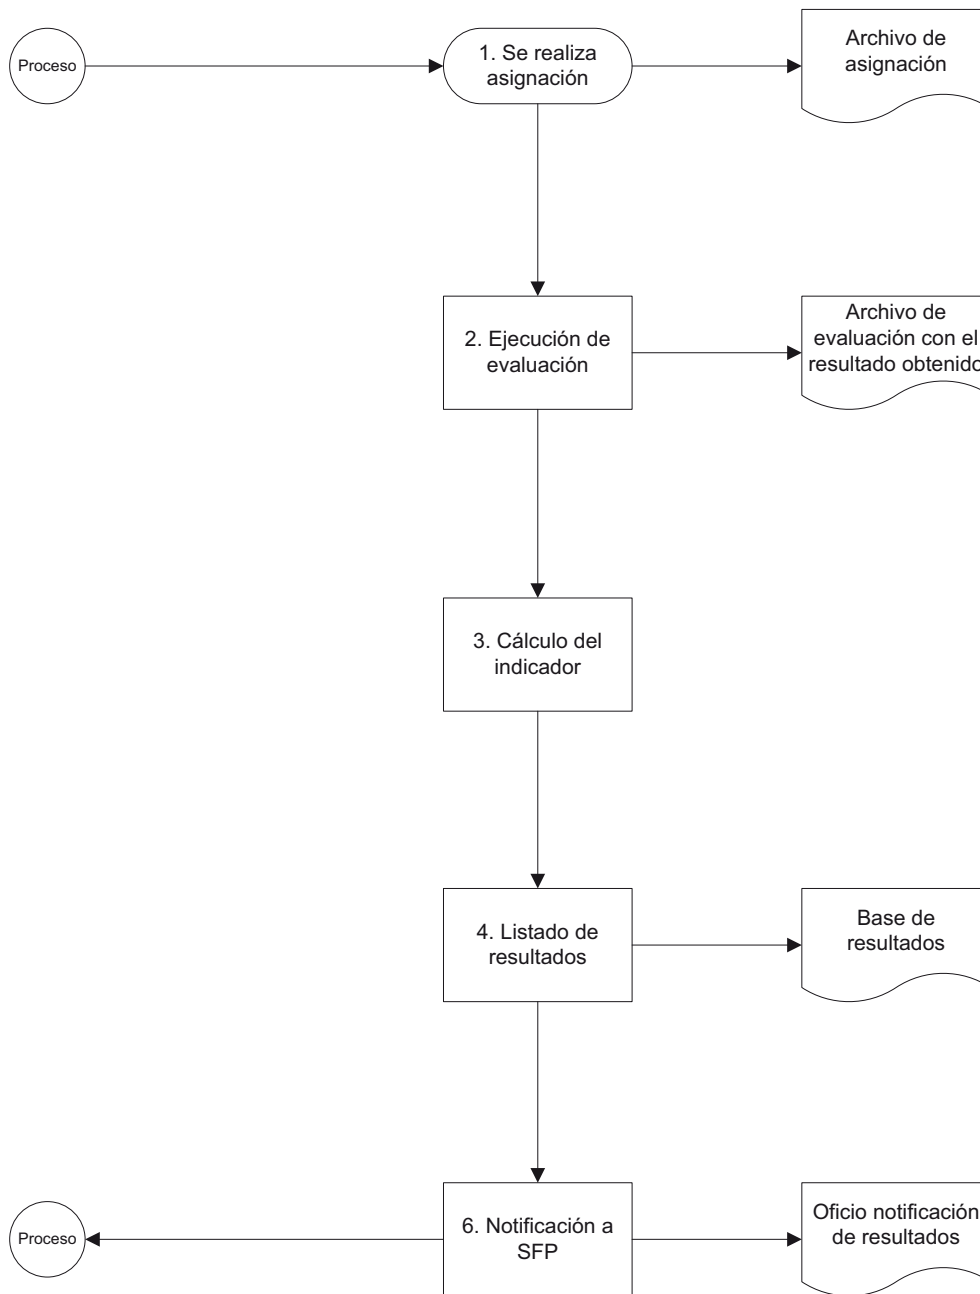 Proceso
1. Se realiza
asignación
Archivo de
asignación
2. Ejecución de
evaluación
Archivo de
evaluación con el
resultado obtenido
3. Cálculo del
indicador
4. Listado de
resultados
Base de
resultados
Proceso
6. Notificación a
SFP
Oficio notificación
de resultados